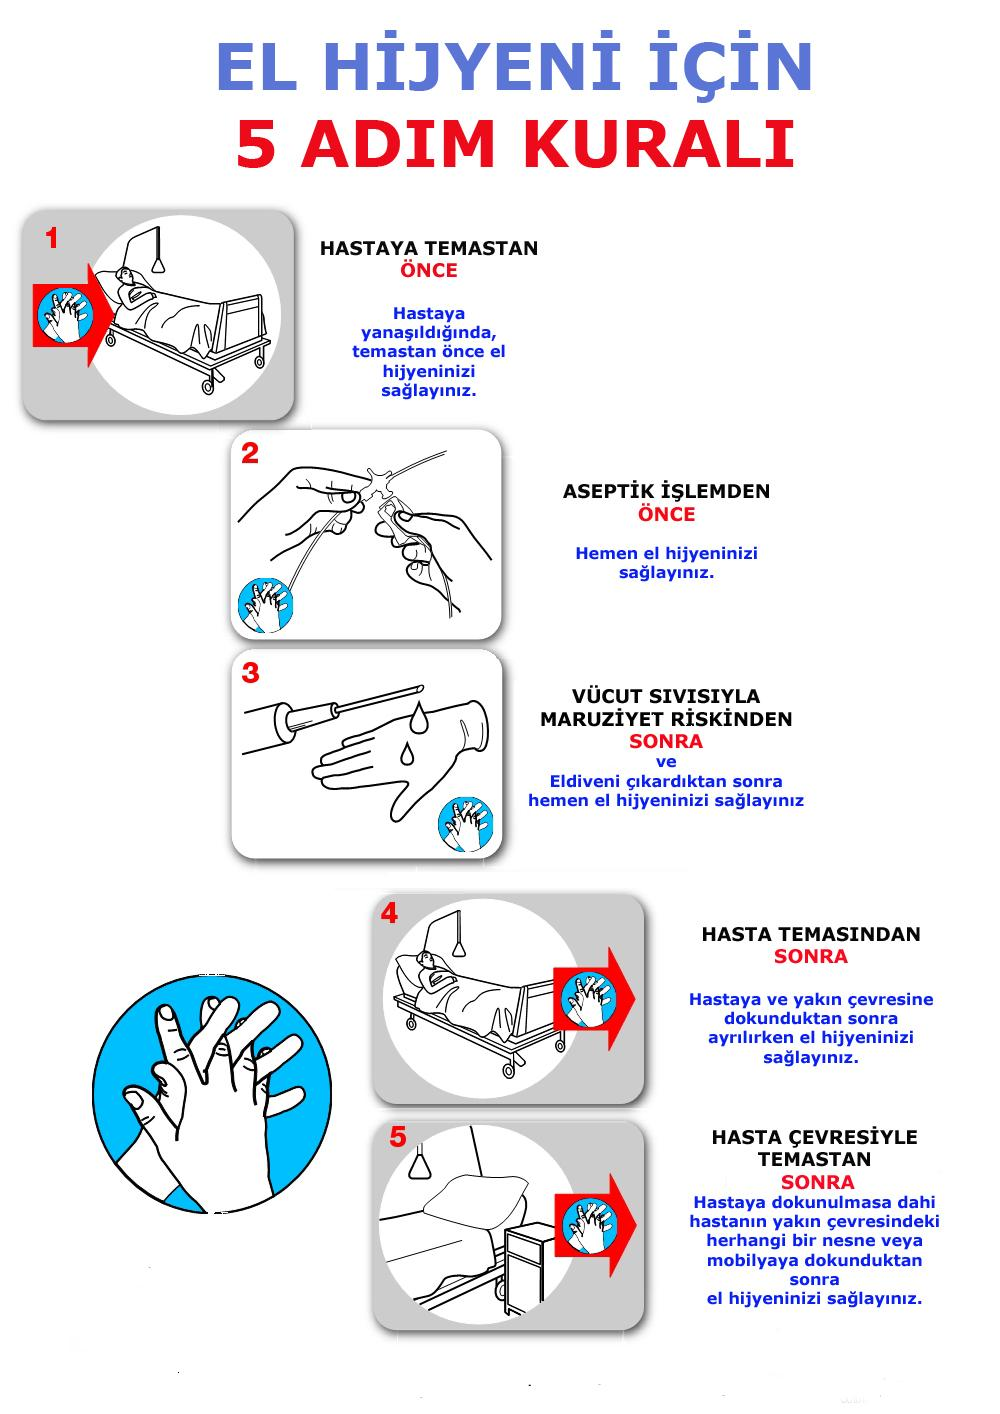 EL HİJYENİ İÇİN
5 ADIM KURALI
1
HASTAYA TEMASTAN
ÖNCE
Hastaya
yanaşıldığında,
temastan önce el
hijyeninizi
sağlayınız.
2
ASEPTİK İŞLEMDEN
ÖNCE
Hemen el hijyeninizi
sağlayınız.
3
VÜCUT SIVISIYLA
MARUZİYET RİSKİNDEN
SONRA
ve
Eldiveni çıkardıktan sonra
hemen el hijyeninizi sağlayınız
4
HASTA TEMASINDAN
SONRA
Hastaya ve yakın çevresine
dokunduktan sonra
ayrılırken el hijyeninizi
sağlayınız.
5
HASTA ÇEVRESİYLE
TEMASTAN
SONRA
Hastaya dokunulmasa dahi
hastanın yakın çevresindeki
herhangi bir nesne veya
mobilyaya dokunduktan
sonra
el hijyeninizi sağlayınız.